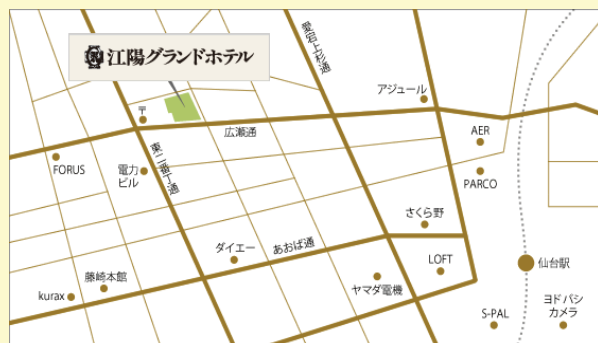 江陽グランドホテル
愛宕上杉通
アジュール
〒
広瀬通
AER
FORUS
電力
ビル
東二番丁通
PARCO
さくら野
ダイエー
あおば通
LOFT
仙台駅
藤崎本館
kurax
ヤマダ電機
S-PAL
ヨドバシ
カメラ